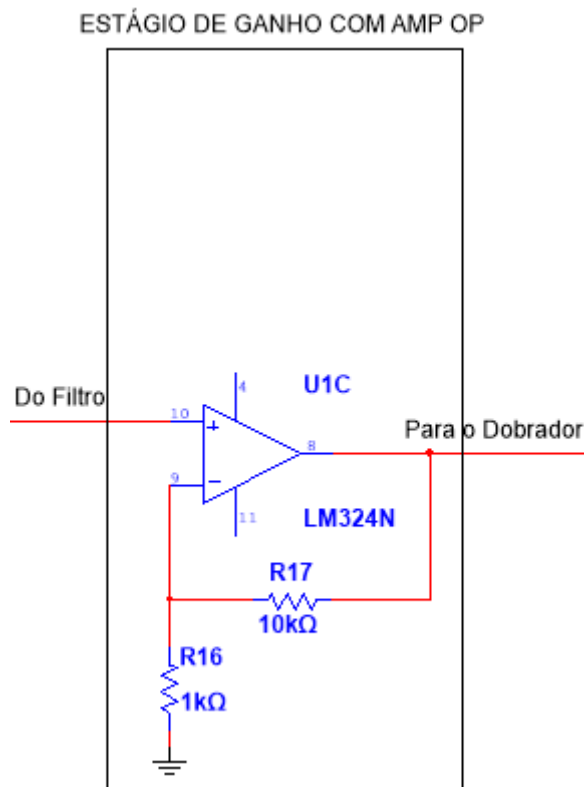 ESTÁGIO DE GANHO COM AMP OP
4
U1C
Do Filtro
10
+
8
Para o Dobrador
9
−
11
LM324N
R17
10kΩ
R16
1kΩ